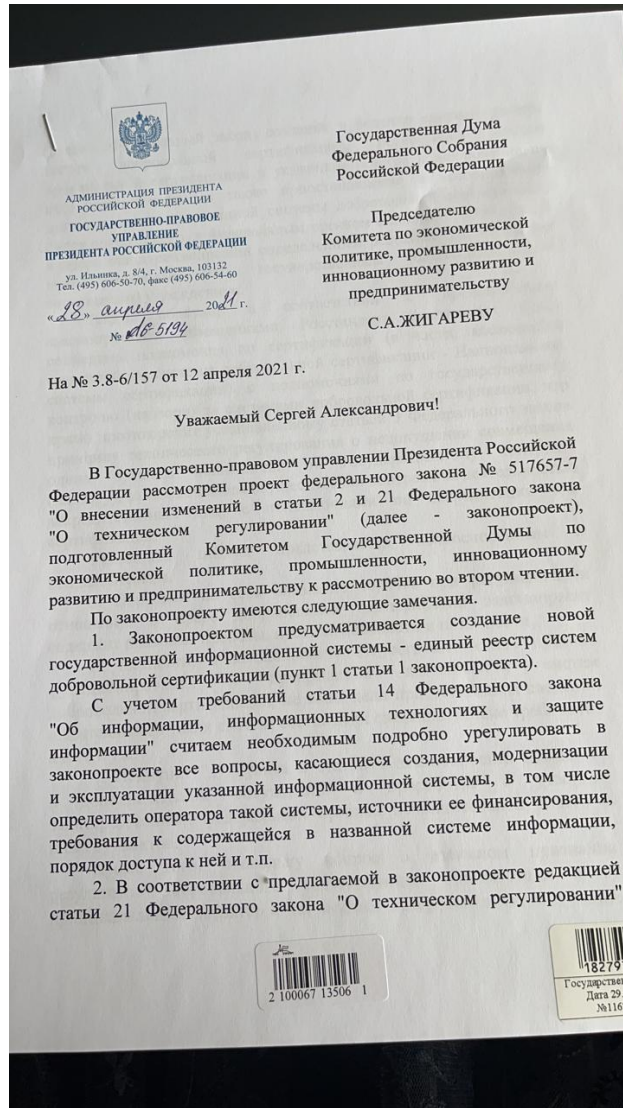 АДМИНИСТРАЦИЯ ПРЕЗИДЕНТА
РОССИЙСКОЙ ФЕДЕРАЦИИ
ГОСУДАРСТВЕННО-ПРАВОВОЕ
УПРАВЛЕНИЕ
ПРЕЗИДЕНТА РОССИЙСКОЙ ФЕДЕРАЦИИ
ул. Ильинка, д. 8/4, г. Москва, 103132
Тел. (495) 606-50-70, факс (495) 606-54-60
«28» апреля 2021 г.
№ А6-5194
Государственная Дума
Федерального Собрания
Российской Федерации
Председателю
Комитета по экономической
политике, промышленности,
инновационному развитию и
предпринимательству
С.А.ЖИГАРЕВУ
На № 3.8-6/157 от 12 апреля 2021 г.
Уважаемый Сергей Александрович!
В Государственно-правовом управлении Президента Российской
Федерации рассмотрен проект федерального закона № 517657-7
"О внесении изменений в статьи 2 и 21 Федерального закона
"О техническом регулировании" (далее - законопроект),
подготовленный Комитетом Государственной Думы по
экономической политике, промышленности, инновационному
развитию и предпринимательству к рассмотрению во втором чтении.
По законопроекту имеются следующие замечания.
1. Законопроектом предусматривается создание новой
государственной информационной системы - единый реестр систем
добровольной сертификации (пункт 1 статьи 1 законопроекта).
С учетом требований статьи 14 Федерального закона
"Об информации, информационных технологиях и защите
информации" считаем необходимым подробно урегулировать в
законопроекте все вопросы, касающиеся создания, модернизации
и эксплуатации указанной информационной системы, в том числе
определить оператора такой системы, источники ее финансирования,
требования к содержащейся в названной системе информации,
порядок доступа к ней и т.п.
2. В соответствии с предлагаемой в законопроекте редакцией
статьи 21 Федерального закона "О техническом регулировании"
2 100067 13506 1
18279
Государстве
Дата 29.
№116